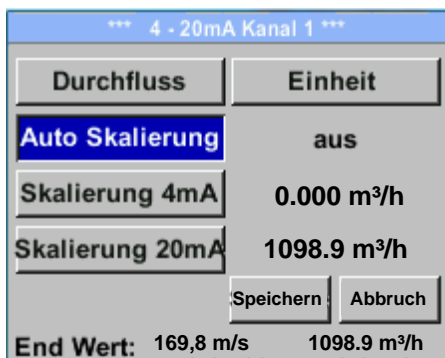 *** 4 - 20mA Kanal 1 ***
Durchfluss Einheit
Auto Skalierung aus
Skalierung 4mA 0.000 m³/h
Skalierung 20mA 1098.9 m³/h
Speichern Abbruch
End Wert: 169,8 m/s 1098.9 m³/h